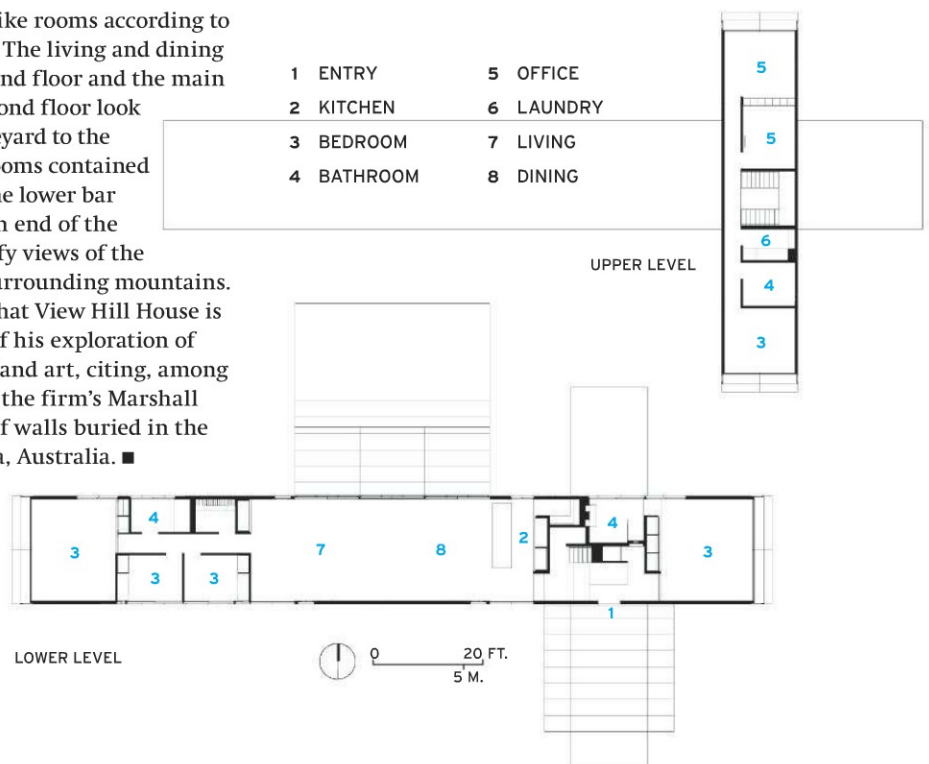 ike rooms according to
The living and dining
nd floor and the main
ond floor look
eyard to the
ooms contained
he lower bar
n end of the
fy views of the
urrounding mountains.
hat View Hill House is
f his exploration of
and art, citing, among
the firm's Marshall
f walls buried in the
a, Australia. ■
1 ENTRY
2 KITCHEN
3 BEDROOM
4 BATHROOM
5 OFFICE
6 LAUNDRY
7 LIVING
8 DINING
5
5
6
4
3
UPPER LEVEL
4
3
3
3
7
8
2
4
3
1
LOWER LEVEL
0 20 FT.
5 M.